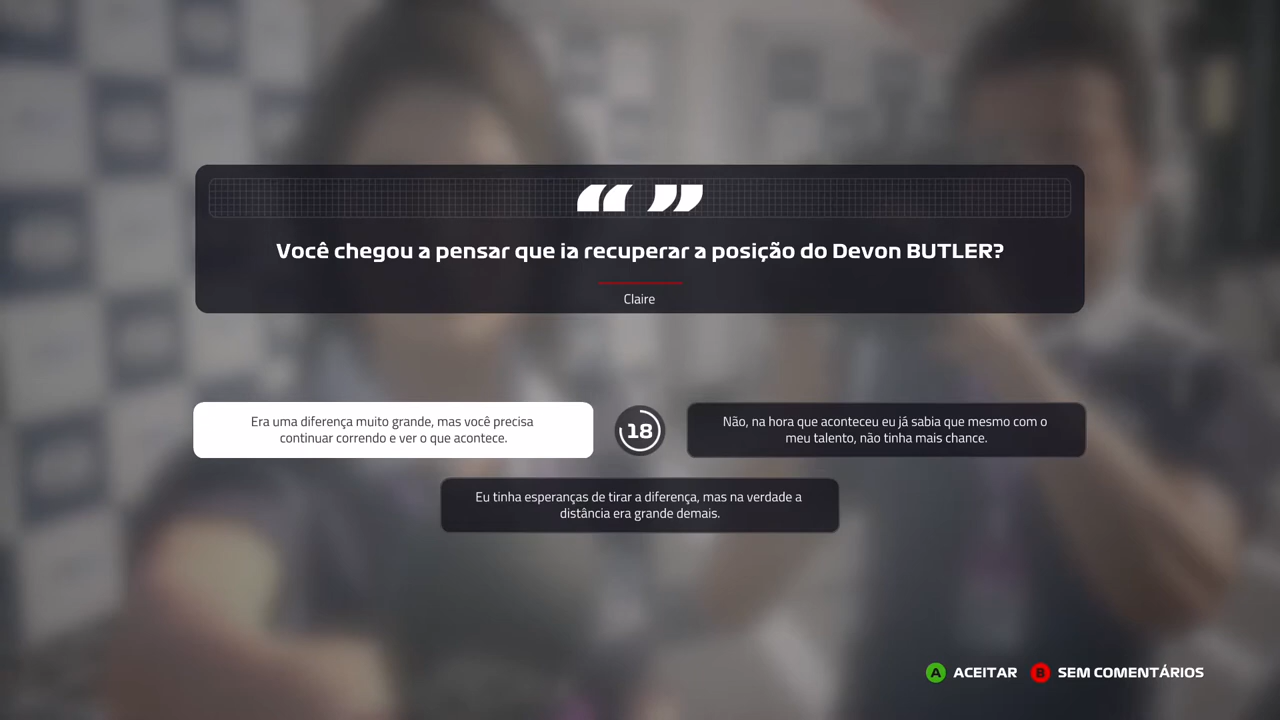 “ ”
Você chegou a pensar que ia recuperar a posição do Devon BUTLER?
Claire
Era uma diferença muito grande, mas você precisa
continuar correndo e ver o que acontece.
18
Não, na hora que aconteceu eu já sabia que mesmo com o
meu talento, não tinha mais chance.
Eu tinha esperanças de tirar a diferença, mas na verdade a
distância era grande demais.
A ACEITAR B SEM COMENTÁRIOS